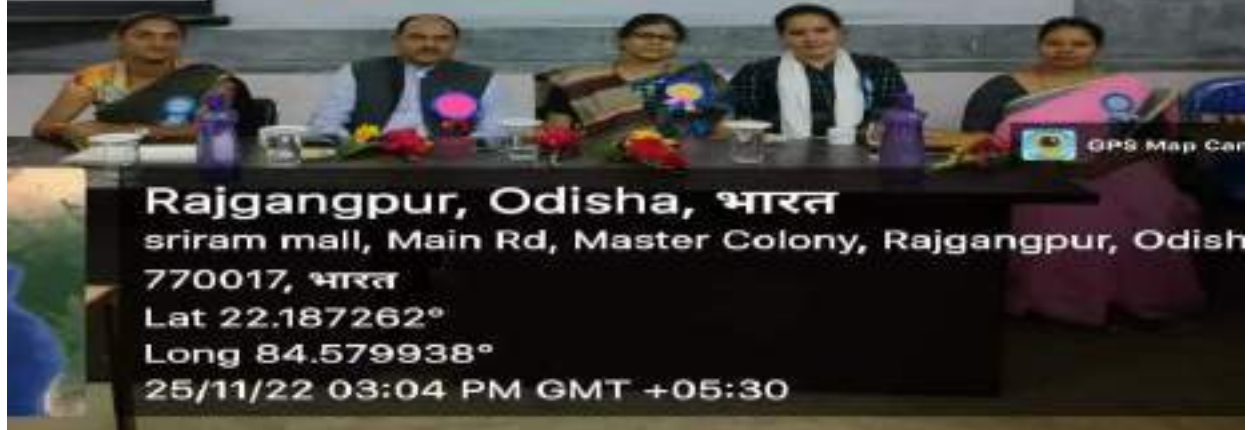 GPS Map Cam
Rajgangpur, Odisha, भारत
sriram mall, Main Rd, Master Colony, Rajgangpur, Odish
770017, भारत
Lat 22.187262°
Long 84.579938°
25/11/22 03:04 PM GMT +05:30